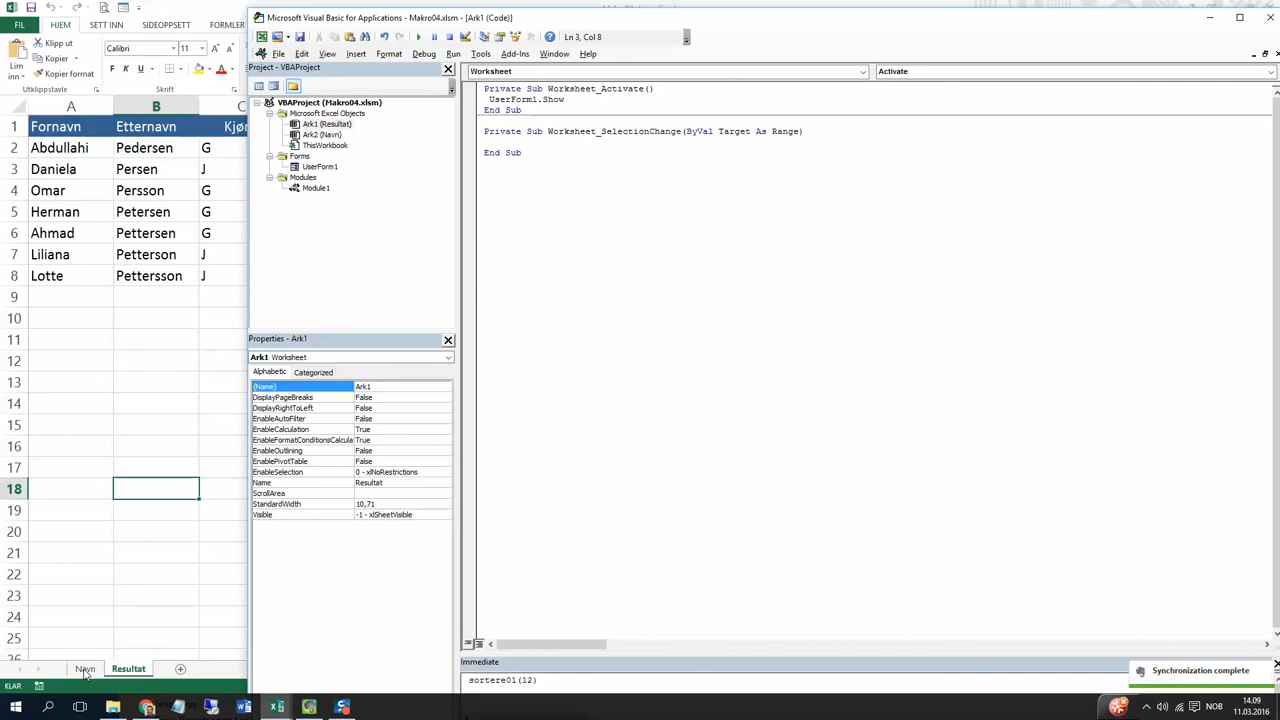 Microsoft Visual Basic for Applications - Makro04.xlsm - [Ark1 (Code)]
FIL HJEM SETT INN SIDEOPPSETT FORMLER
File Edit View Insert Format Debug Run Tools Add-Ins Window Help
Ln 3, Col 8
Lim inn
Klipp ut
Kopier
Kopier format
Calibri 11
F K U
Utklippstavle
Skrift
A B C
1 Fornavn Etternavn Kjøn
2 Abdullahi Pedersen G
3 Daniela Persen J
4 Omar Persson G
5 Herman Petersen G
6 Ahmad Pettersen G
7 Liliana Petterson J
8 Lotte Pettersson J
9
10
11
12
13
14
15
16
17
18
19
20
21
22
23
24
25
26
Navn Resultat
KLAR
Project - VBAProject
VBAProject (Makro04.xlsm)
Microsoft Excel Objects
Ark1 (Resultat)
Ark2 (Navn)
ThisWorkbook
Forms
UserForm1
Modules
Module1
Properties - Ark1
Ark1 Worksheet
Alphabetic Categorized
(Name) Ark1
DisplayPageBreaks False
DisplayRightToLeft False
EnableAutoFilter False
EnableCalculation True
EnableFormatConditionsCalcula True
EnableOutlining False
EnablePivotTable False
EnableSelection 0 - xlNoRestrictions
Name Resultat
ScrollArea
StandardWidth 10,71
Visible -1 - xlSheetVisible
Worksheet Activate
Private Sub Worksheet_Activate()
UserForm1.Show
End Sub
Private Sub Worksheet_SelectionChange(ByVal Target As Range)
End Sub
Immediate
sortere01(12)
Synchronization complete
NOB
14.09
11.03.2016